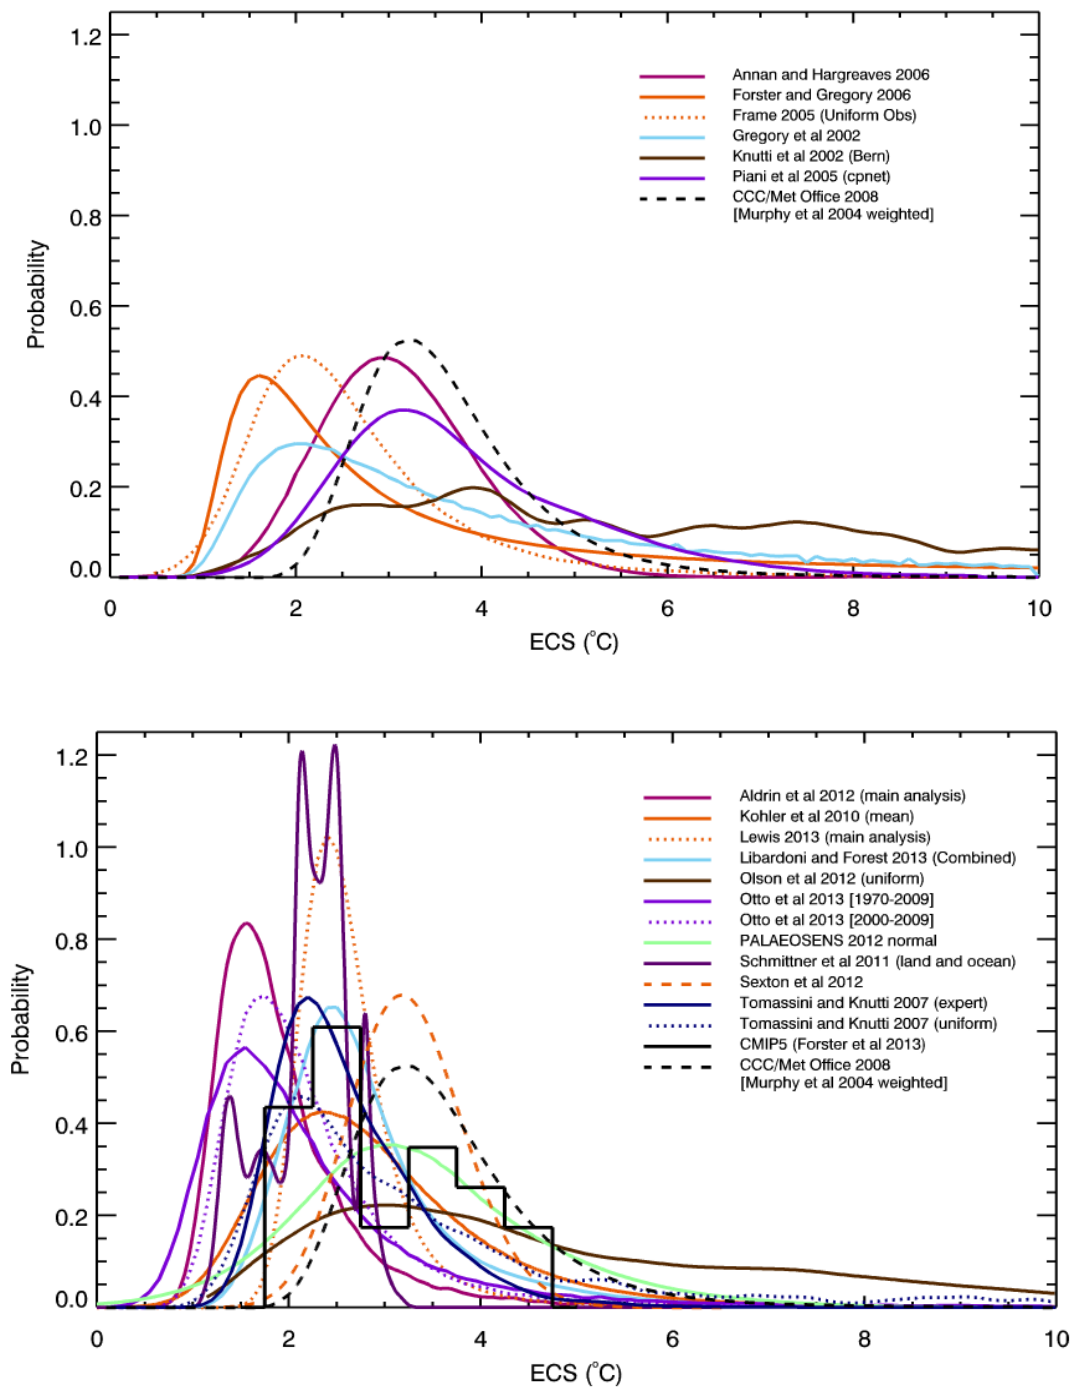 1.2
1.0
0.8
0.6
0.4
0.2
0.0
Probability
Annan and Hargreaves 2006
Forster and Gregory 2006
Frame 2005 (Uniform Obs)
Gregory et al 2002
Knutti et al 2002 (Bern)
Piani et al 2005 (cpnet)
CCC/Met Office 2008
[Murphy et al 2004 weighted]
0 2 4 6 8 10
ECS (°C)
1.2
1.0
0.8
0.6
0.4
0.2
0.0
Probability
Aldrin et al 2012 (main analysis)
Kohler et al 2010 (mean)
Lewis 2013 (main analysis)
Libardoni and Forest 2013 (Combined)
Olson et al 2012 (uniform)
Otto et al 2013 [1970-2009]
Otto et al 2013 [2000-2009]
PALAEOSENS 2012 normal
Schmittner et al 2011 (land and ocean)
Sexton et al 2012
Tomassini and Knutti 2007 (expert)
Tomassini and Knutti 2007 (uniform)
CMIP5 (Forster et al 2013)
CCC/Met Office 2008
[Murphy et al 2004 weighted]
0 2 4 6 8 10
ECS (°C)